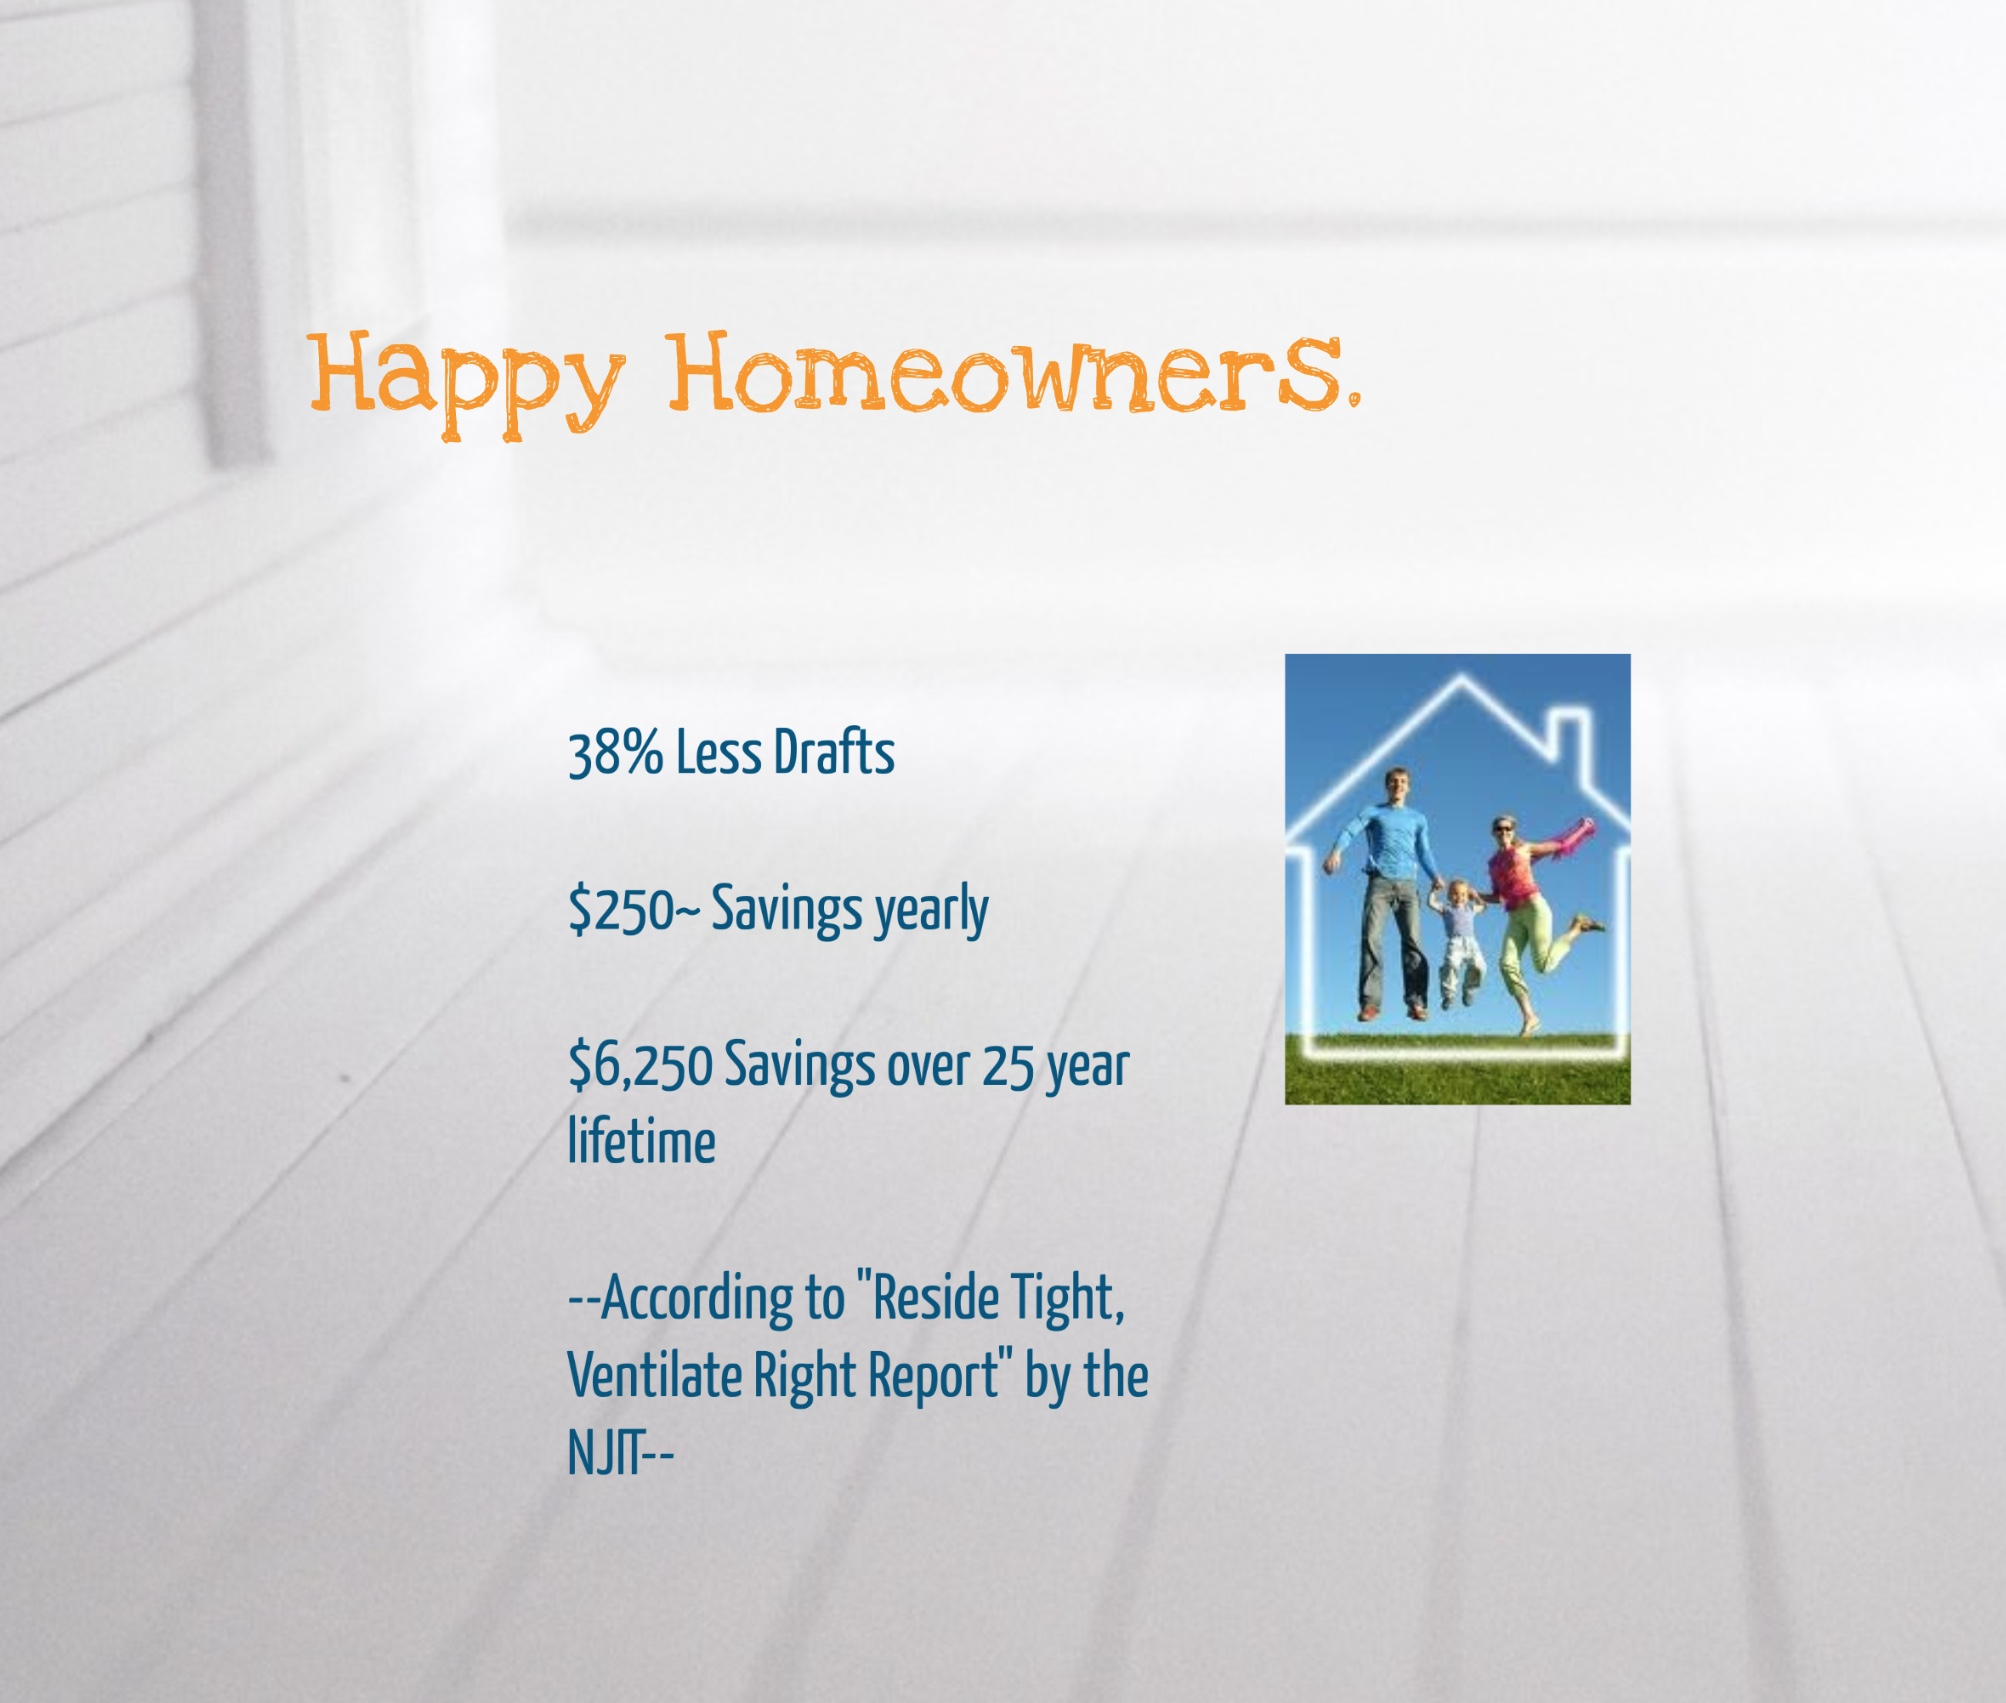 Happy Homeowners.
38% Less Drafts
$250~ Savings yearly
$6,250 Savings over 25 year
lifetime
--According to "Reside Tight,
Ventilate Right Report" by the
NJIT--